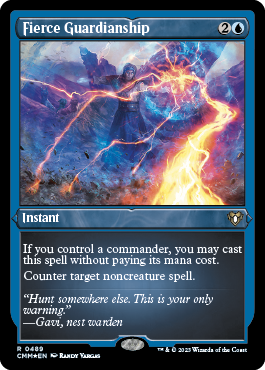 Fierce Guardianship 2
Instant
If you control a commander, you may cast
this spell without paying its mana cost.
Counter target noncreature spell.
“Hunt somewhere else. This is your only
warning.”
—Gavi, nest warden
R 0489
CMM★EN Randy Vargas
™ & © 2023 Wizards of the Coast